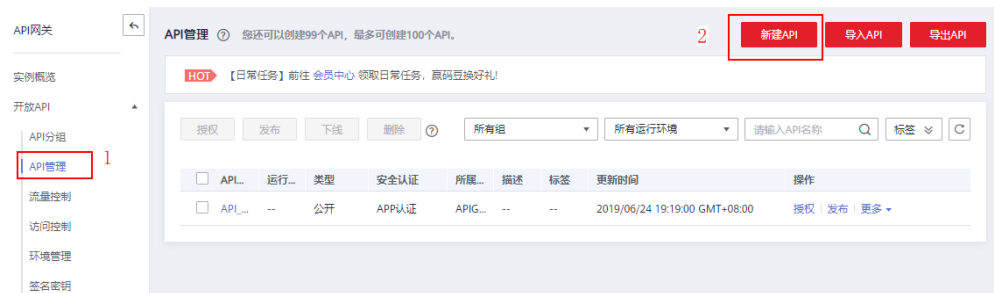 API网关
实例概览
开放API
API分组
API管理
1
流量控制
访问控制
环境管理
签名密钥
API管理 您还可以创建99个API, 最多可创建100个API。
2
新建API 导入API 导出API
HOT 【日常任务】前往 会员中心 领取日常任务，赢码豆换好礼!
授权 发布 下线 删除 所有组 所有运行环境 请输入API名称 标签
API... 运行... 类型 安全认证 所属... 描述 标签 更新时间 操作
API_... -- 公开 APP认证 APIG... -- -- 2019/06/24 19:19:00 GMT+08:00 授权 发布 更多